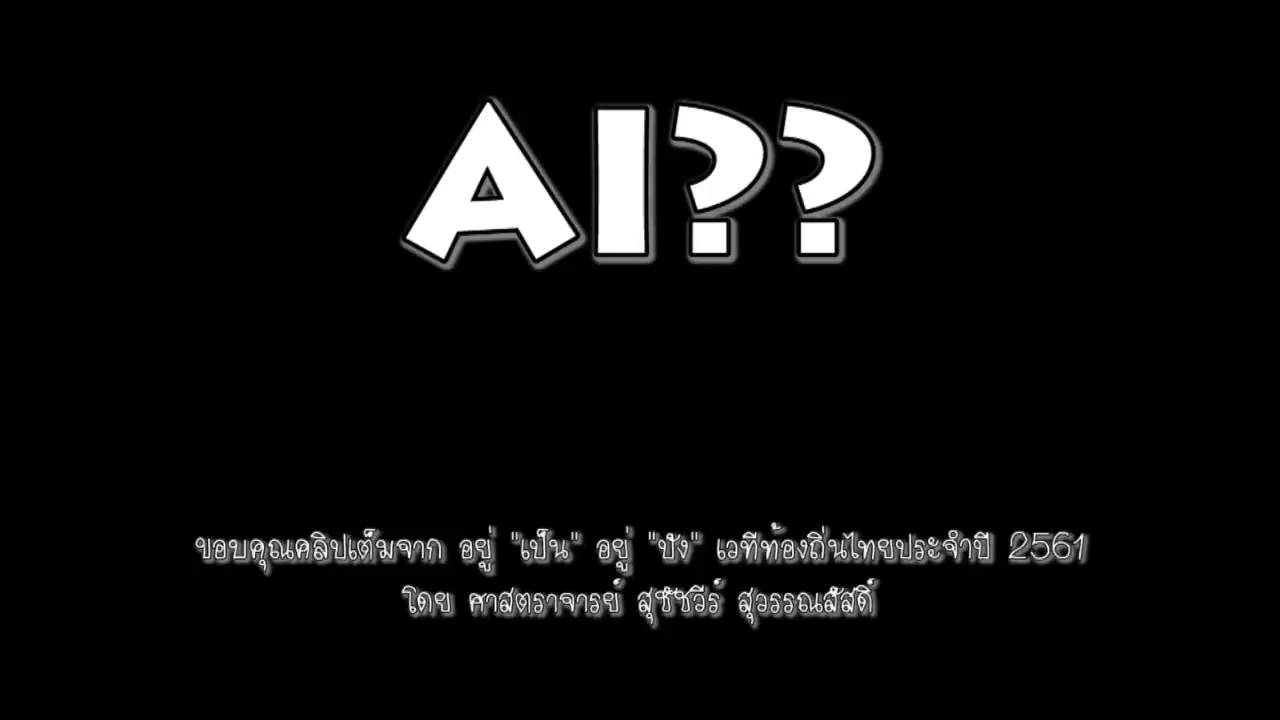 AI??
ขอบคุณคลิปเต็มจาก อยู่ "เป็น" อยู่ "ปัง" เวทีท้องถิ่นไทยประจำปี 2561
โดย ศาสตราจารย์ สุชัชวีร์ สุวรรณสัสดิ์